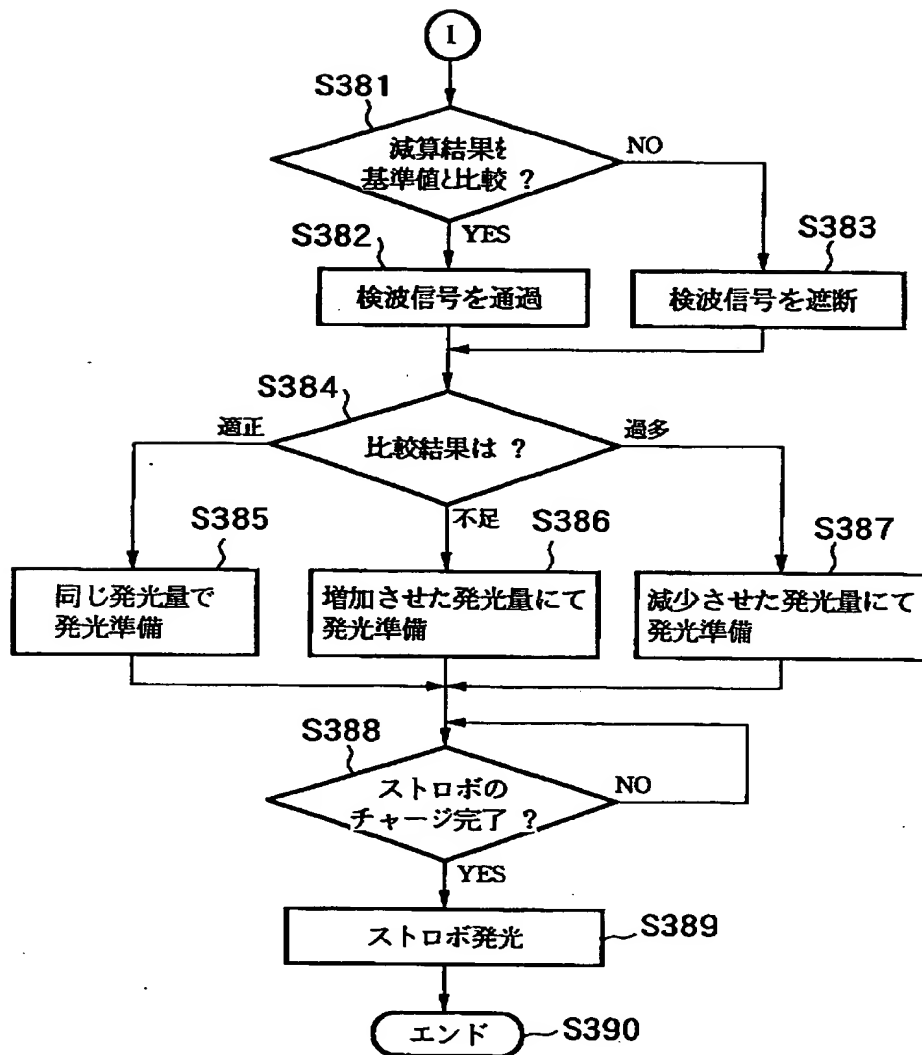 I
S381
減算結果を
基準値と比較 ?
NO
YES
S382
検波信号を通過
S383
検波信号を遮断
S384
適正
比較結果は ?
過多
不足
S385
同じ発光量で
発光準備
S386
増加させた発光量にて
発光準備
S387
減少させた発光量にて
発光準備
S388
ストロボの
チャージ完了 ?
NO
YES
ストロボ発光
S389
エンド
S390